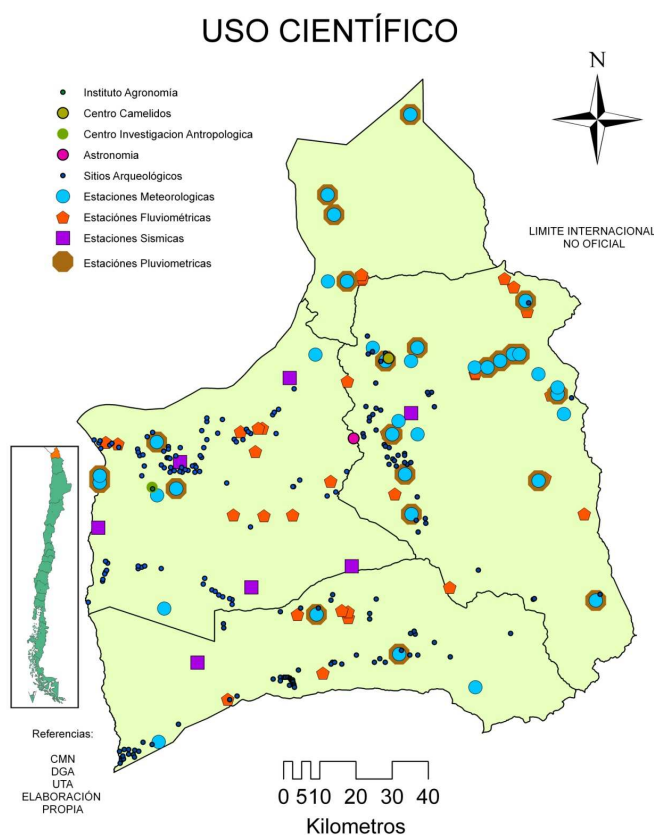 USO CIENTÍFICO
Instituto Agronomía
Centro Camelidos
Centro Investigacion Antropologica
Astronomia
Sitios Arqueológicos
Estaciones Meteorologicas
Estaciónes Fluviométricas
Estaciones Sismicas
Estaciónes Pluviometricas
N
LIMITE INTERNACIONAL
NO OFICIAL
Referencias:
CMN
DGA
UTA
ELABORACIÓN
PROPIA
0 5 10 20 30 40
Kilometros